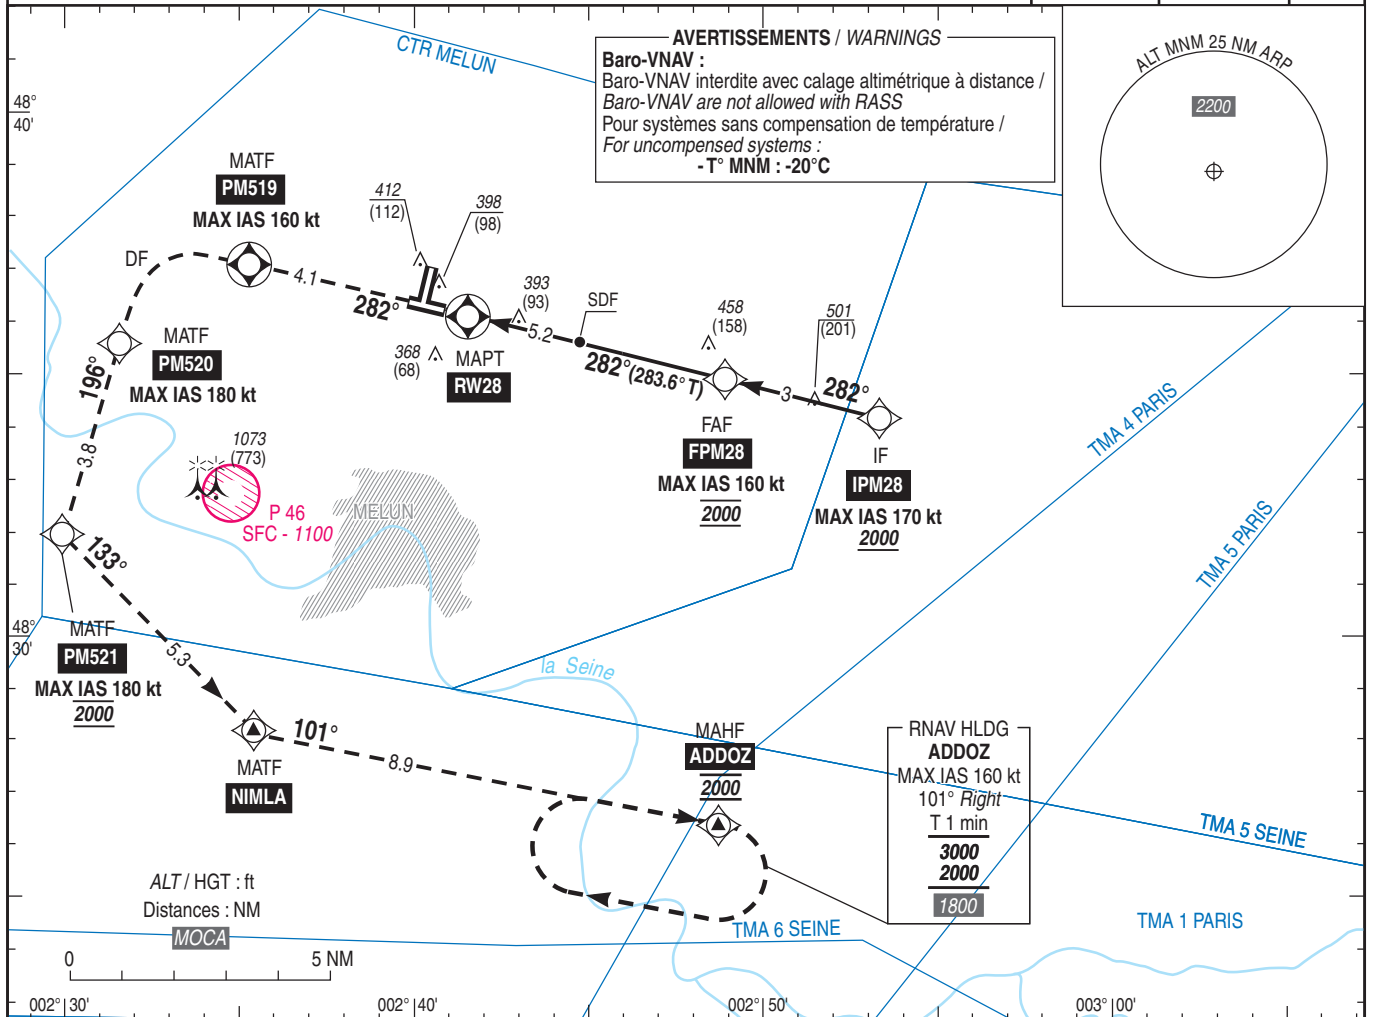 CTR MELUN
AVERTISSEMENTS / WARNINGS
Baro-VNAV :
Baro-VNAV interdite avec calage altimétrique à distance /
Baro-VNAV are not allowed with RASS
Pour systèmes sans compensation de température /
For uncompensed systems :
- T° MNM : -20°C
ALT MNM 25 NM ARP
2200
48°
40'
MATF
PM519
MAX IAS 160 kt
412
(112)
398
(98)
DF
4.1
282°
393
(93)
SDF
5.2
458
(158)
501
(201)
MATF
PM520
MAX IAS 180 kt
196°
368
(68)
MAPT
RW28
282° (283.6° T)
3
282°
FAF
FPM28
MAX IAS 160 kt
2000
IF
IPM28
MAX IAS 170 kt
2000
TMA 4 PARIS
3.8
1073
(773)
P 46
SFC - 1100
MELUN
TMA 5 PARIS
133°
48°
30'
MATF
PM521
MAX IAS 180 kt
2000
5.3
la Seine
101°
MATF
NIMLA
8.9
MAHF
ADDOZ
2000
RNAV HLDG
ADDOZ
MAX IAS 160 kt
101° Right
T 1 min
3000
2000
1800
TMA 5 SEINE
ALT / HGT : ft
Distances : NM
MOCA
TMA 6 SEINE
TMA 1 PARIS
0
5 NM
002° 30'
002° 40'
002° 50'
003° 00'